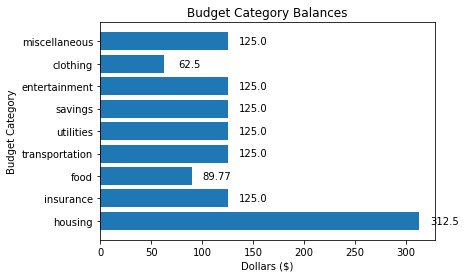 Budget Category Balances
miscellaneous 125.0
clothing 62.5
entertainment 125.0
savings 125.0
utilities 125.0
transportation 125.0
food 89.77
insurance 125.0
housing 312.5
Budget Category
0 50 100 150 200 250 300
Dollars ($)